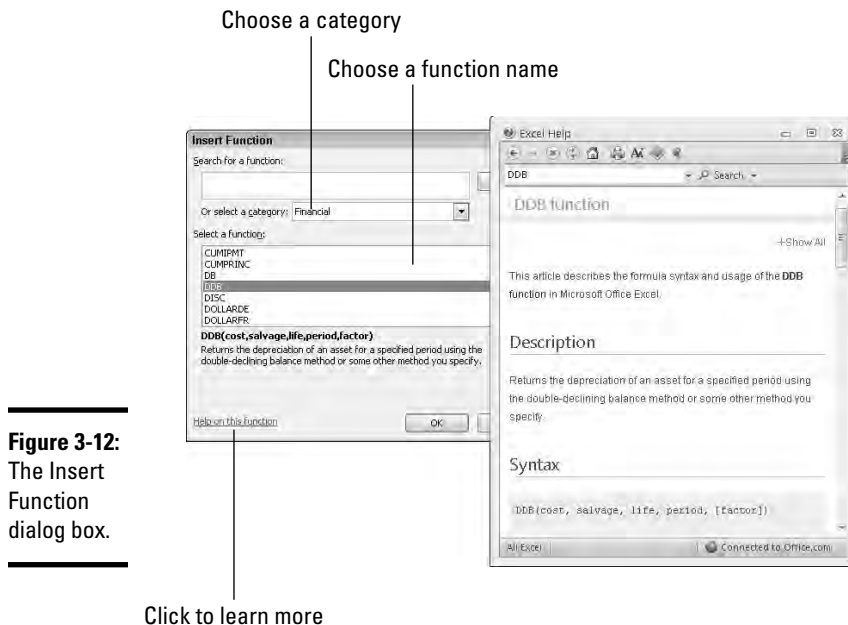 Choose a category
Choose a function name
Insert Function
Search for a function:
Or select a category: Financial
Select a function:
CUMIPMT
CUMPRINC
DB
DDB
DISC
DOLLARDE
DOLLARFR
DDB(cost,salvage,life,period,factor)
Returns the depreciation of an asset for a specified period using the
double-declining balance method or some other method you specify.
Help on this function
OK
Excel Help
DDB
Search
DDB function
+Show All
This article describes the formula syntax and usage of the DDB
function in Microsoft Office Excel.
Description
Returns the depreciation of an asset for a specified period using
the double-declining balance method or some other method you
specify.
Syntax
DDB(cost, salvage, life, period, [factor])
All Excel
Connected to Office.com
Figure 3-12:
The Insert
Function
dialog box.
Click to learn more